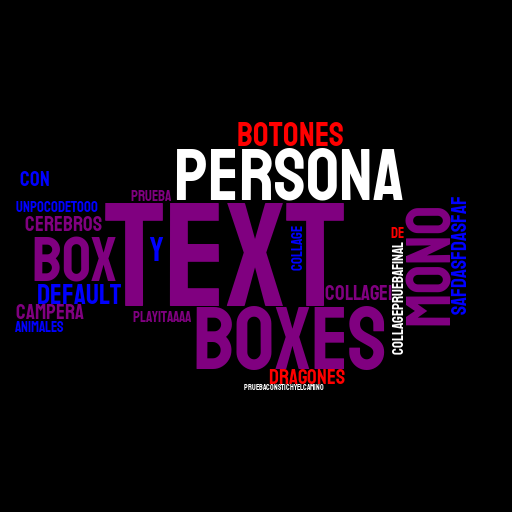 BOTONES
PERSONA
CON
PRUEBA
UNPOCODETODO
CEREBROS
TEXT
BOX
Y
COLLAGE
DE
MONO
SAFDASFDASFAF
DEFAULT
COLLAGE
COLLAGEPRUEBAFINAL
CAMPERA
ANIMALES
PLAYITAAAA
BOXES
DRAGONES
PRUEBACONSTICHYELCAMINO